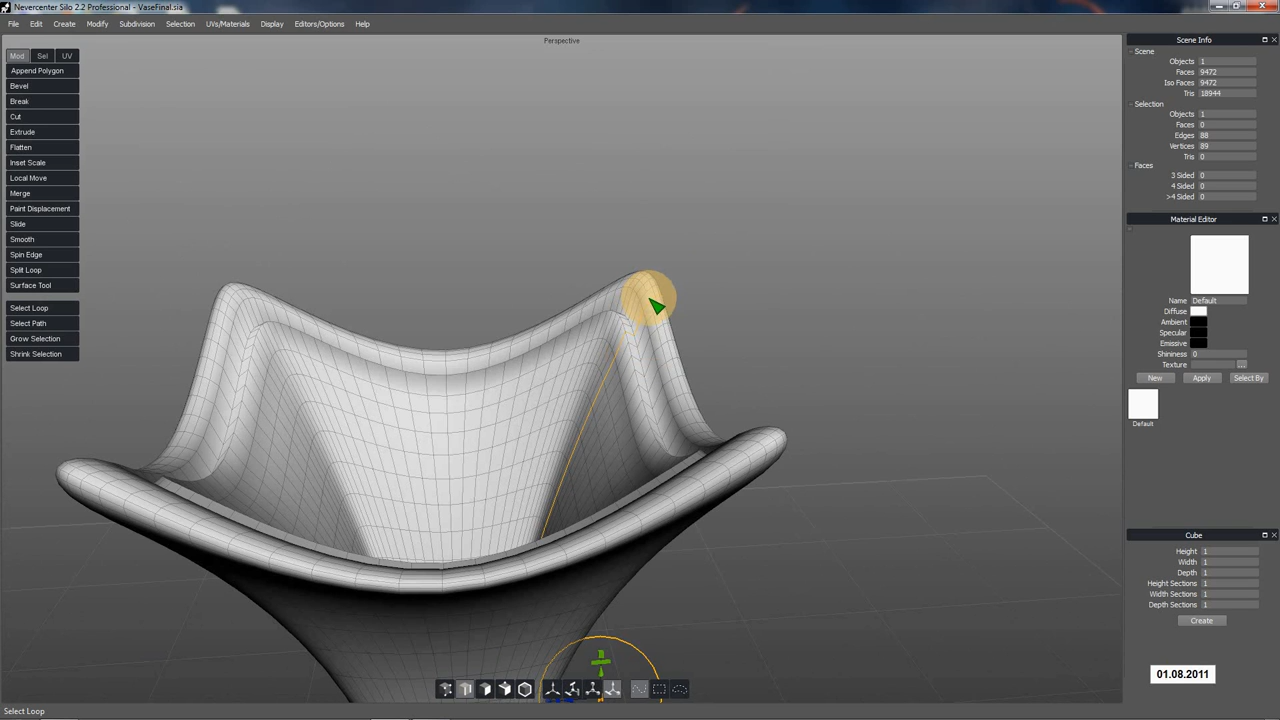 Nevercenter Silo 2.2 Professional - VaseFinal.sia
File Edit Create Modify Subdivision Selection UVs/Materials Display Editors/Options Help
Perspective
Mod Sel UV
Append Polygon
Bevel
Break
Cut
Extrude
Flatten
Inset Scale
Local Move
Merge
Paint Displacement
Slide
Smooth
Spin Edge
Split Loop
Surface Tool
Select Loop
Select Path
Grow Selection
Shrink Selection
Scene Info
Scene
Objects 1
Faces 9472
Iso Faces 9472
Tris 18944
Selection
Objects 1
Faces 0
Edges 88
Vertices 89
Tris 0
Faces
3 Sided 0
4 Sided 0
>4 Sided 0
Material Editor
Name Default
Diffuse
Ambient
Specular
Emissive
Shininess 0
Texture ...
New Apply Select By
Default
Cube
Height 1
Width 1
Depth 1
Height Sections 1
Width Sections 1
Depth Sections 1
Create
01.08.2011
Select Loop